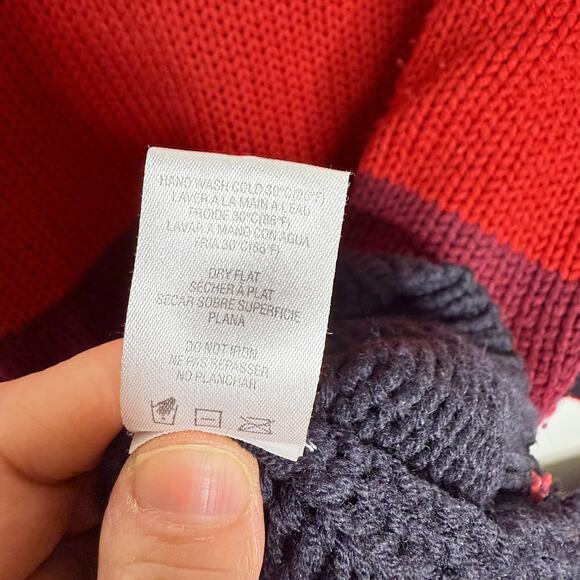 HAND WASH COLD 30°C(86°F)
LAVER A LA MAIN A L'EAU
FROIDE 30°C(86°F)
LAVAR A MANO CON AGUA
FRIA 30°C(86°F)
DRY FLAT
SÉCHER À PLAT
SECAR SOBRE SUPERFICIE
PLANA
DO NOT IRON
NE PAS REPASSER
NO PLANCHAR